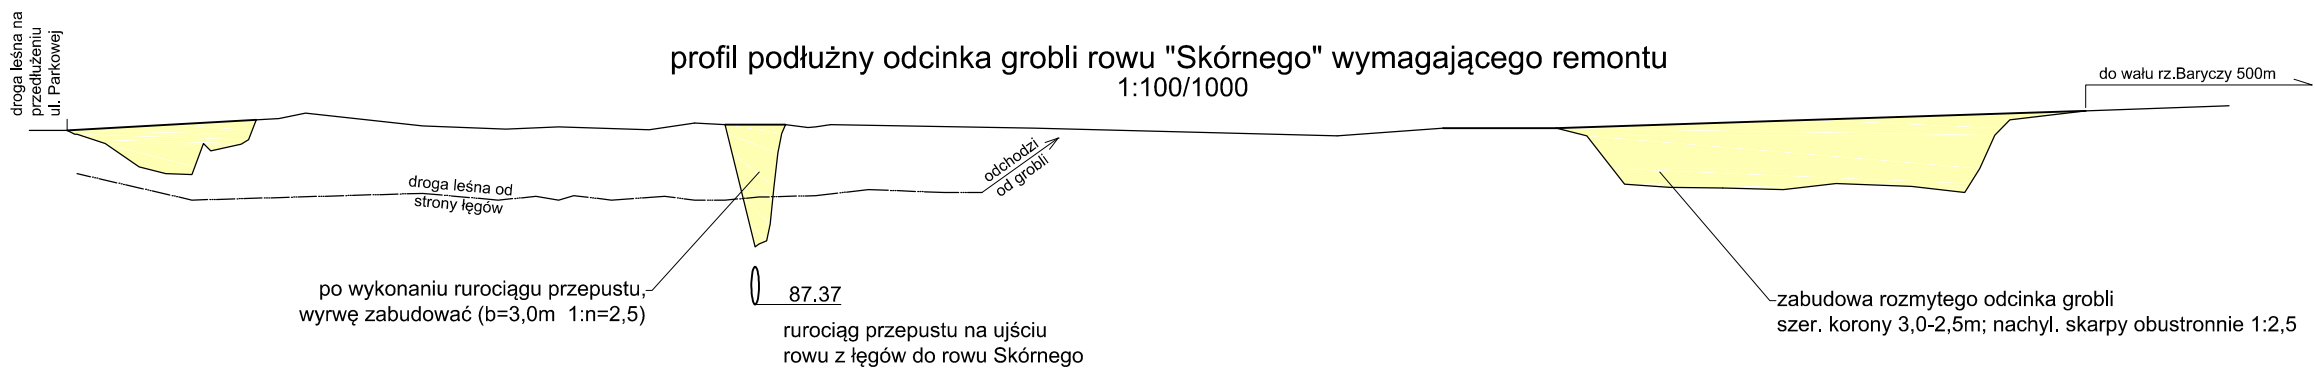 droga leśna na
przedłużeniu
ul. Parkowej
profil podłużny odcinka grobli rowu "Skórnego" wymagającego remontu
1:100/1000
do wału rz.Baryczy 500m
droga leśna od
strony łęgów
odchodzi
od grobli
po wykonaniu rurociągu przepustu,
wyrwę zabudować (b=3,0m 1:n=2,5)
87.37
rurociąg przepustu na ujściu
rowu z łęgów do rowu Skórnego
zabudowa rozmytego odcinka grobli
szer. korony 3,0-2,5m; nachyl. skarpy obustronnie 1:2,5